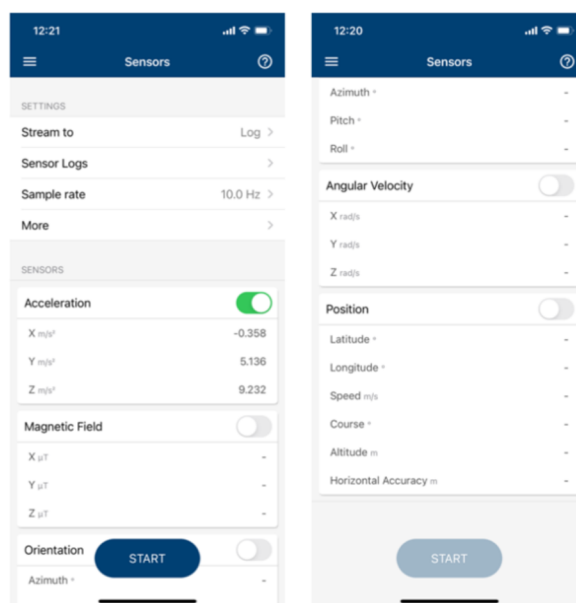 12:21
Sensors
SETTINGS
Stream to Log
Sensor Logs
Sample rate 10.0 Hz
More
SENSORS
Acceleration
X m/s² -0.358
Y m/s² 5.136
Z m/s² 9.232
Magnetic Field
X µT -
Y µT -
Z µT -
Orientation
START
Azimuth ° -
12:20
Sensors
Azimuth ° -
Pitch ° -
Roll ° -
Angular Velocity
X rad/s -
Y rad/s -
Z rad/s -
Position
Latitude ° -
Longitude ° -
Speed m/s -
Course ° -
Altitude m -
Horizontal Accuracy m -
START